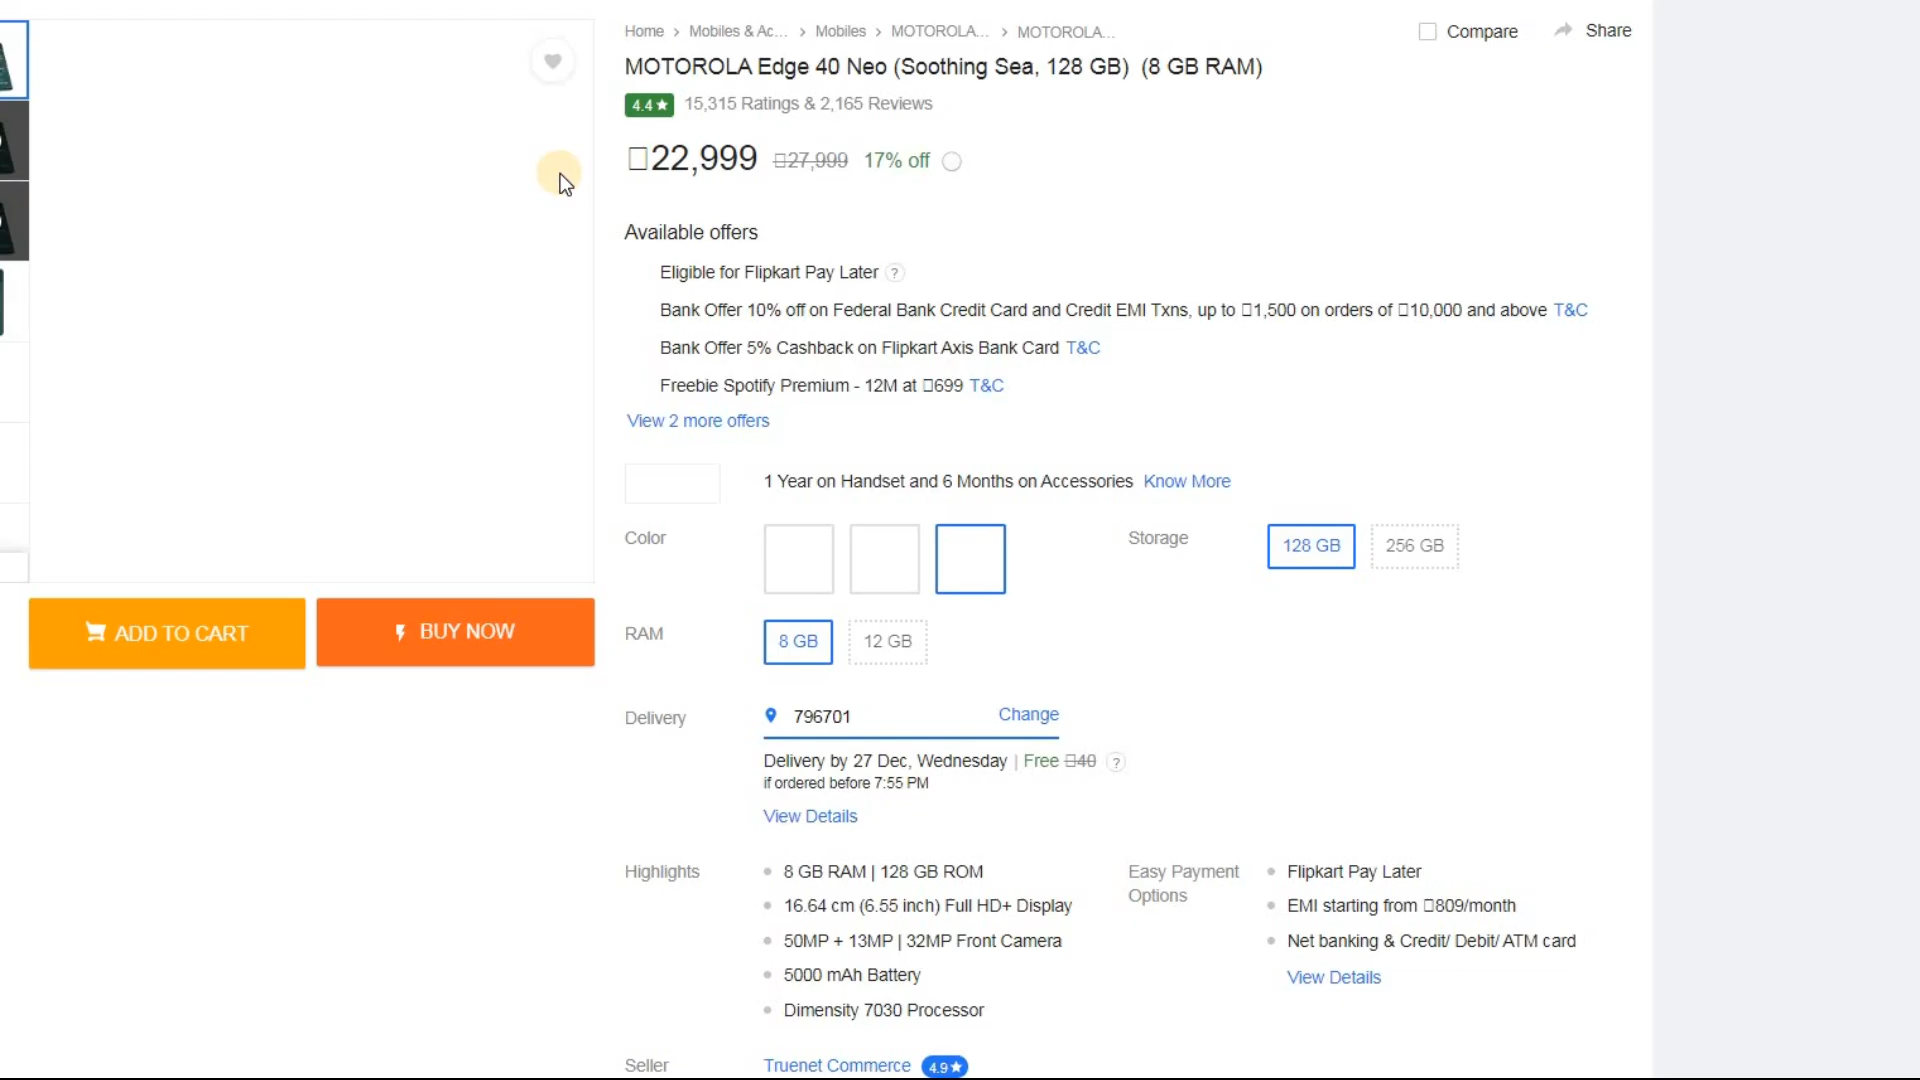 Home › Mobiles & Ac... › Mobiles › MOTOROLA... › MOTOROLA...
Compare
Share
MOTOROLA Edge 40 Neo (Soothing Sea, 128 GB) (8 GB RAM)
4.4★ 15,315 Ratings & 2,165 Reviews
▯22,999 ▯27,999 17% off
Available offers
Eligible for Flipkart Pay Later ?
Bank Offer 10% off on Federal Bank Credit Card and Credit EMI Txns, up to ▯1,500 on orders of ▯10,000 and above T&C
Bank Offer 5% Cashback on Flipkart Axis Bank Card T&C
Freebie Spotify Premium - 12M at ▯699 T&C
View 2 more offers
1 Year on Handset and 6 Months on Accessories Know More
Color
Storage 128 GB 256 GB
ADD TO CART
BUY NOW
RAM 8 GB 12 GB
Delivery 796701 Change
Delivery by 27 Dec, Wednesday | Free ▯40 ?
if ordered before 7:55 PM
View Details
Highlights
8 GB RAM | 128 GB ROM
16.64 cm (6.55 inch) Full HD+ Display
50MP + 13MP | 32MP Front Camera
5000 mAh Battery
Dimensity 7030 Processor
Easy Payment
Options
Flipkart Pay Later
EMI starting from ▯809/month
Net banking & Credit/ Debit/ ATM card
View Details
Seller Truenet Commerce 4.9★